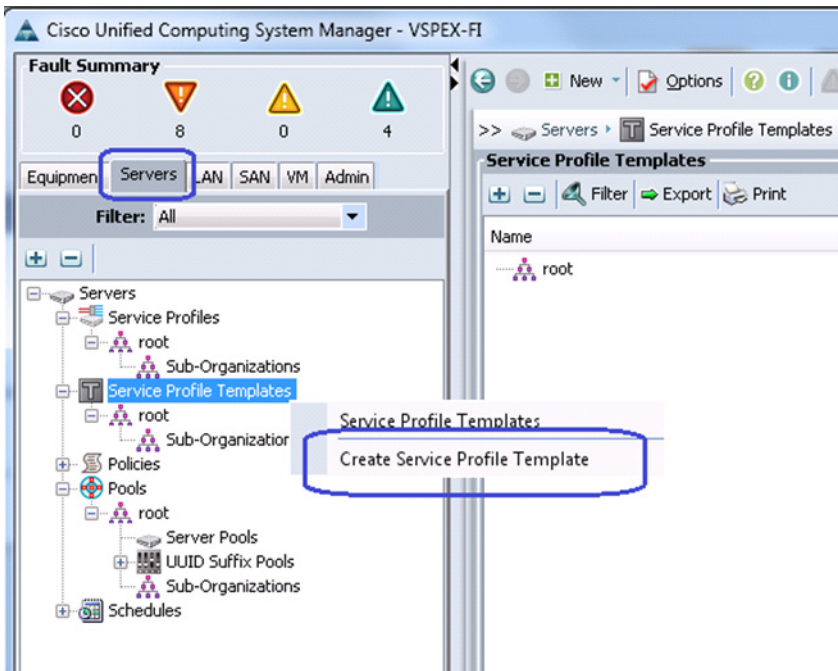 Cisco Unified Computing System Manager - VSPEX-FI
Fault Summary
0 8 0 4
Equipmen Servers LAN SAN VM Admin
Filter: All
Servers
Service Profiles
root
Sub-Organizations
Service Profile Templates
root
Sub-Organization
Policies
Pools
root
Server Pools
UUID Suffix Pools
Sub-Organizations
Schedules
New Options
>> Servers Service Profile Templates
Service Profile Templates
Filter Export Print
Name
root
Service Profile Templates
Create Service Profile Template